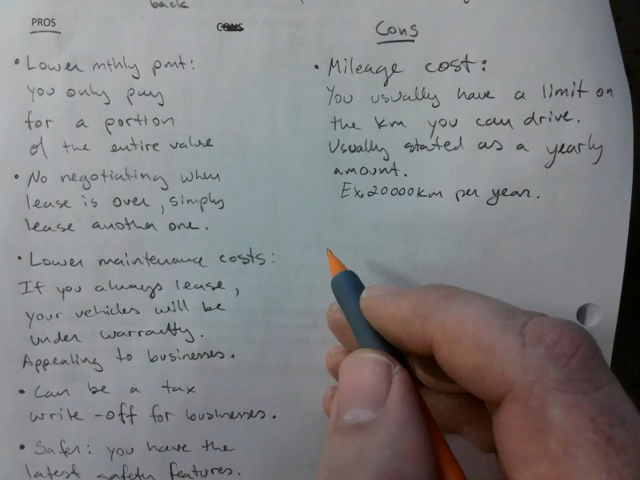 back
PROS
Lower mthly pmt:
you only pay
for a portion
of the entire value
• No negotiating when
lease is over, simply
lease another one.
• Lower maintenance costs:
If you always lease,
your vehicles will be
under warranty.
Appealing to businesses.
• Can be a tax
write-off for businesses.
• Safer: you have the
latest safety features.
Cons
• Mileage cost:
You usually have a limit on
the km you can drive.
Usually stated as a yearly
amount.
Ex. 20000km per year.